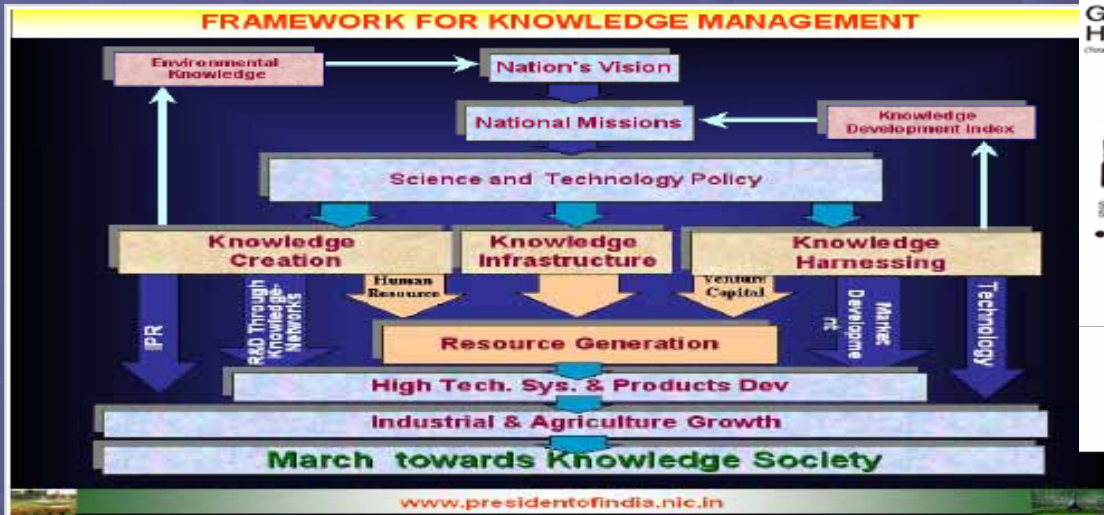 FRAMEWORK FOR KNOWLEDGE MANAGEMENT
Environmental
Knowledge
Nation's Vision
National Missions
Knowledge
Development Index
Science and Technology Policy
Knowledge
Creation
Knowledge
Infrastructure
Knowledge
Harnessing
IPR
R&D Through
Knowledge-
Networks
Human
Resource
Venture
Capital
Market
Developme
nt
Technology
Resource Generation
High Tech. Sys. & Products Dev
Industrial & Agriculture Growth
March towards Knowledge Society
www.presidentofindia.nic.in
G
H